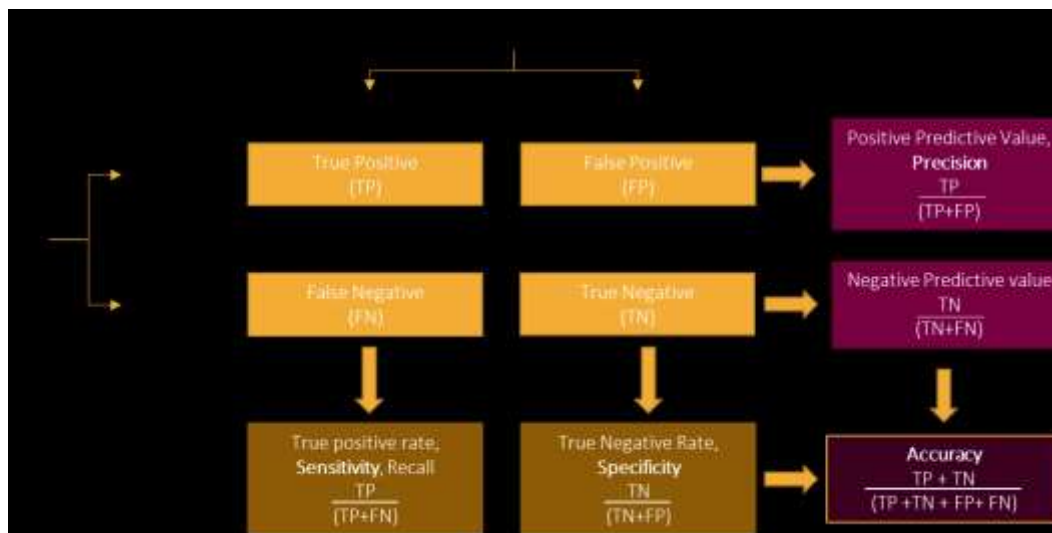 True Positive
(TP)
False Positive
(FP)
Positive Predictive Value,
Precision
TP
(TP+FP)
False Negative
(FN)
True Negative
(TN)
Negative Predictive value
TN
(TN+FN)
True positive rate,
Sensitivity, Recall
TP
(TP+FN)
True Negative Rate,
Specificity
TN
(TN+FP)
Accuracy
TP + TN
(TP +TN + FP+ FN)